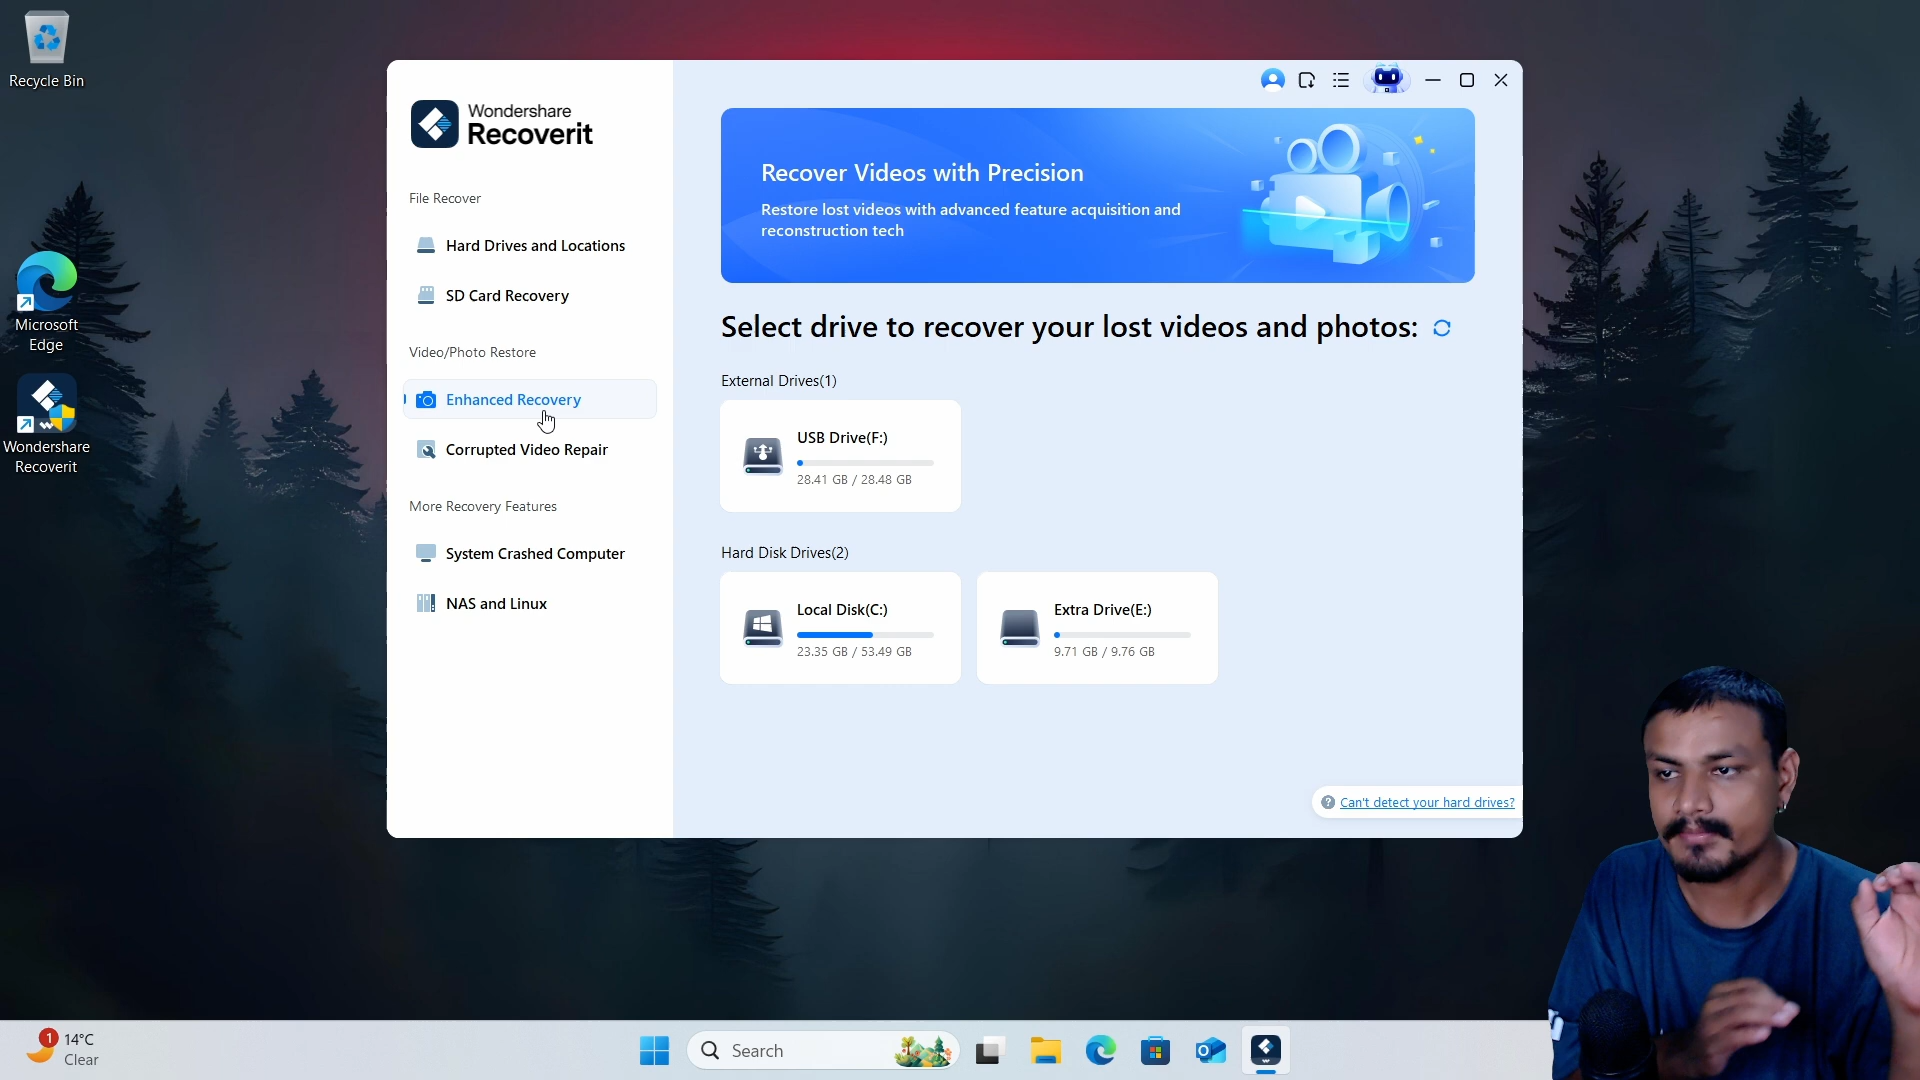 Recycle Bin
Microsoft
Edge
Wondershare
Recoverit
Wondershare
Recoverit
File Recover
Hard Drives and Locations
SD Card Recovery
Video/Photo Restore
Enhanced Recovery
Corrupted Video Repair
More Recovery Features
System Crashed Computer
NAS and Linux
Recover Videos with Precision
Restore lost videos with advanced feature acquisition and
reconstruction tech
Select drive to recover your lost videos and photos:
External Drives(1)
USB Drive(F:)
28.41 GB / 28.48 GB
Hard Disk Drives(2)
Local Disk(C:)
23.35 GB / 53.49 GB
Extra Drive(E:)
9.71 GB / 9.76 GB
Can't detect your hard drives?
1
14°C
Clear
Search